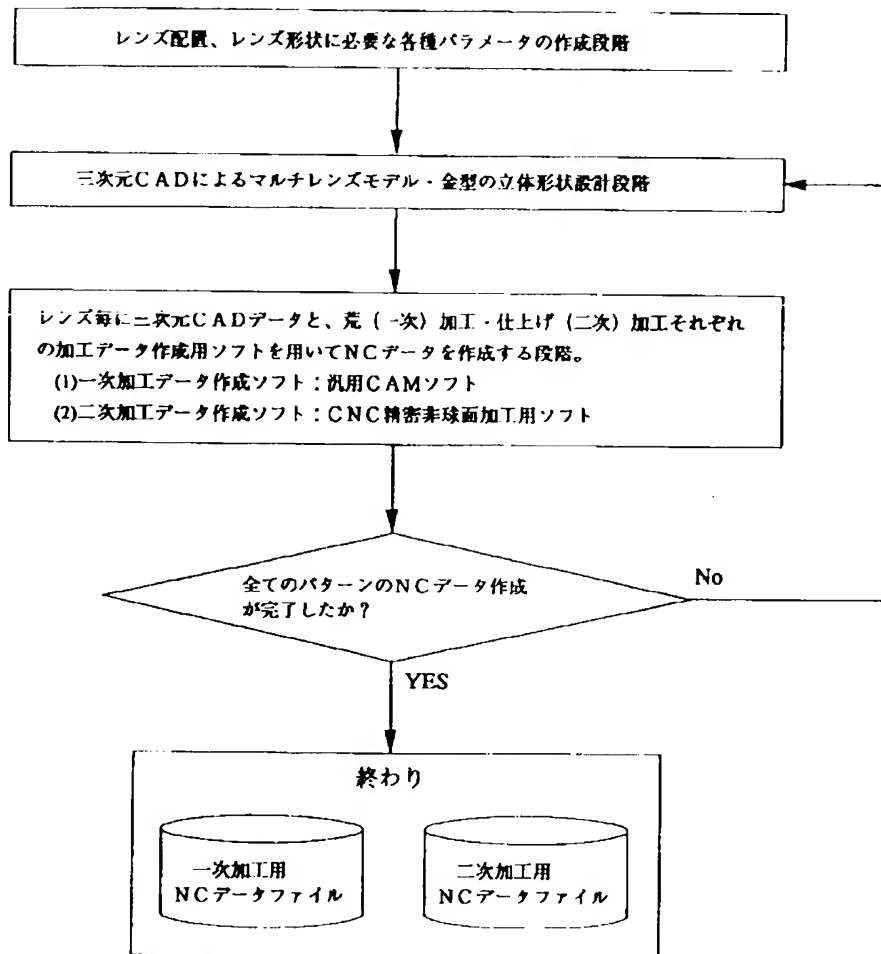 レンズ配置、レンズ形状に必要な各種パラメータの作成段階
三次元CADによるマルチレンズモデル・金型の立体形状設計段階
レンズ毎に三次元CADデータと、荒（一次）加工・仕上げ（二次）加工それぞれ
の加工データ作成用ソフトを用いてNCデータを作成する段階。
(1)一次加工データ作成ソフト：汎用CAMソフト
(2)二次加工データ作成ソフト：CNC精密非球面加工用ソフト
全てのパターンのNCデータ作成
が完了したか？
No
YES
終わり
一次加工用
NCデータファイル
二次加工用
NCデータファイル